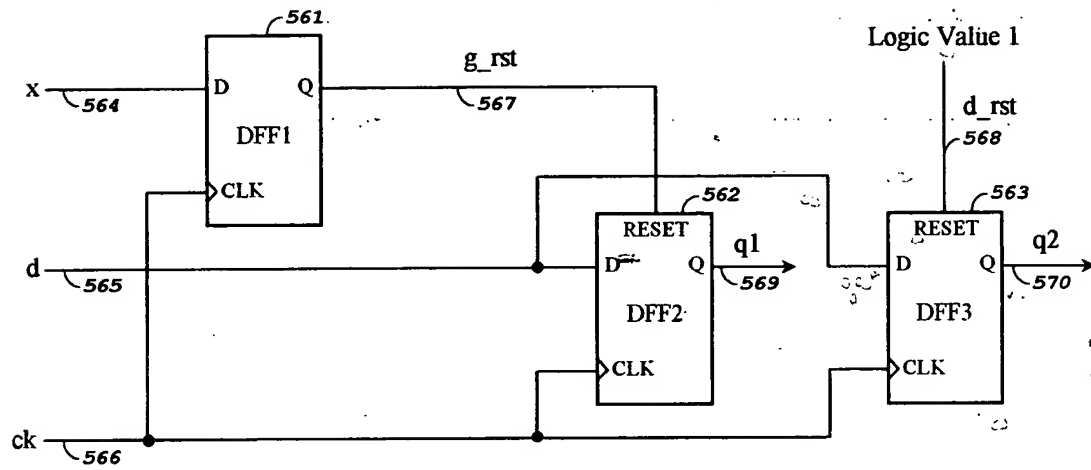 561
Logic Value 1
x
564
D
Q
g_rst
567
DFF1
d_rst
568
CLK
562
563
RESET
q1
RESET
q2
d
565
D
Q
569
D
Q
570
DFF2
DFF3
CLK
CLK
ck
566